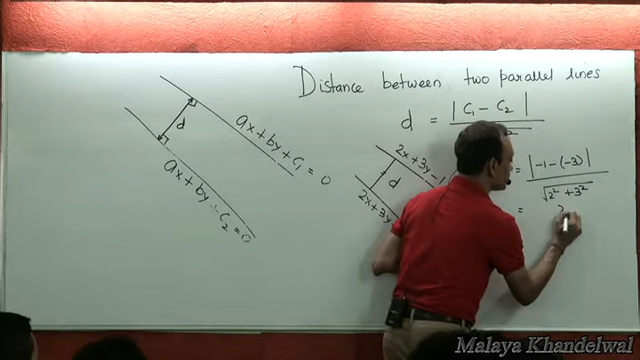 Distance between two parallel lines
d = | C₁ - C₂ |
ax + by + C₁ = 0
ax + by + C₂ = 0
d
2x + 3y - 1
2x + 3y
d
= | -1 - (-3) |
√2² + 3²
=
Malaya Khandelwal